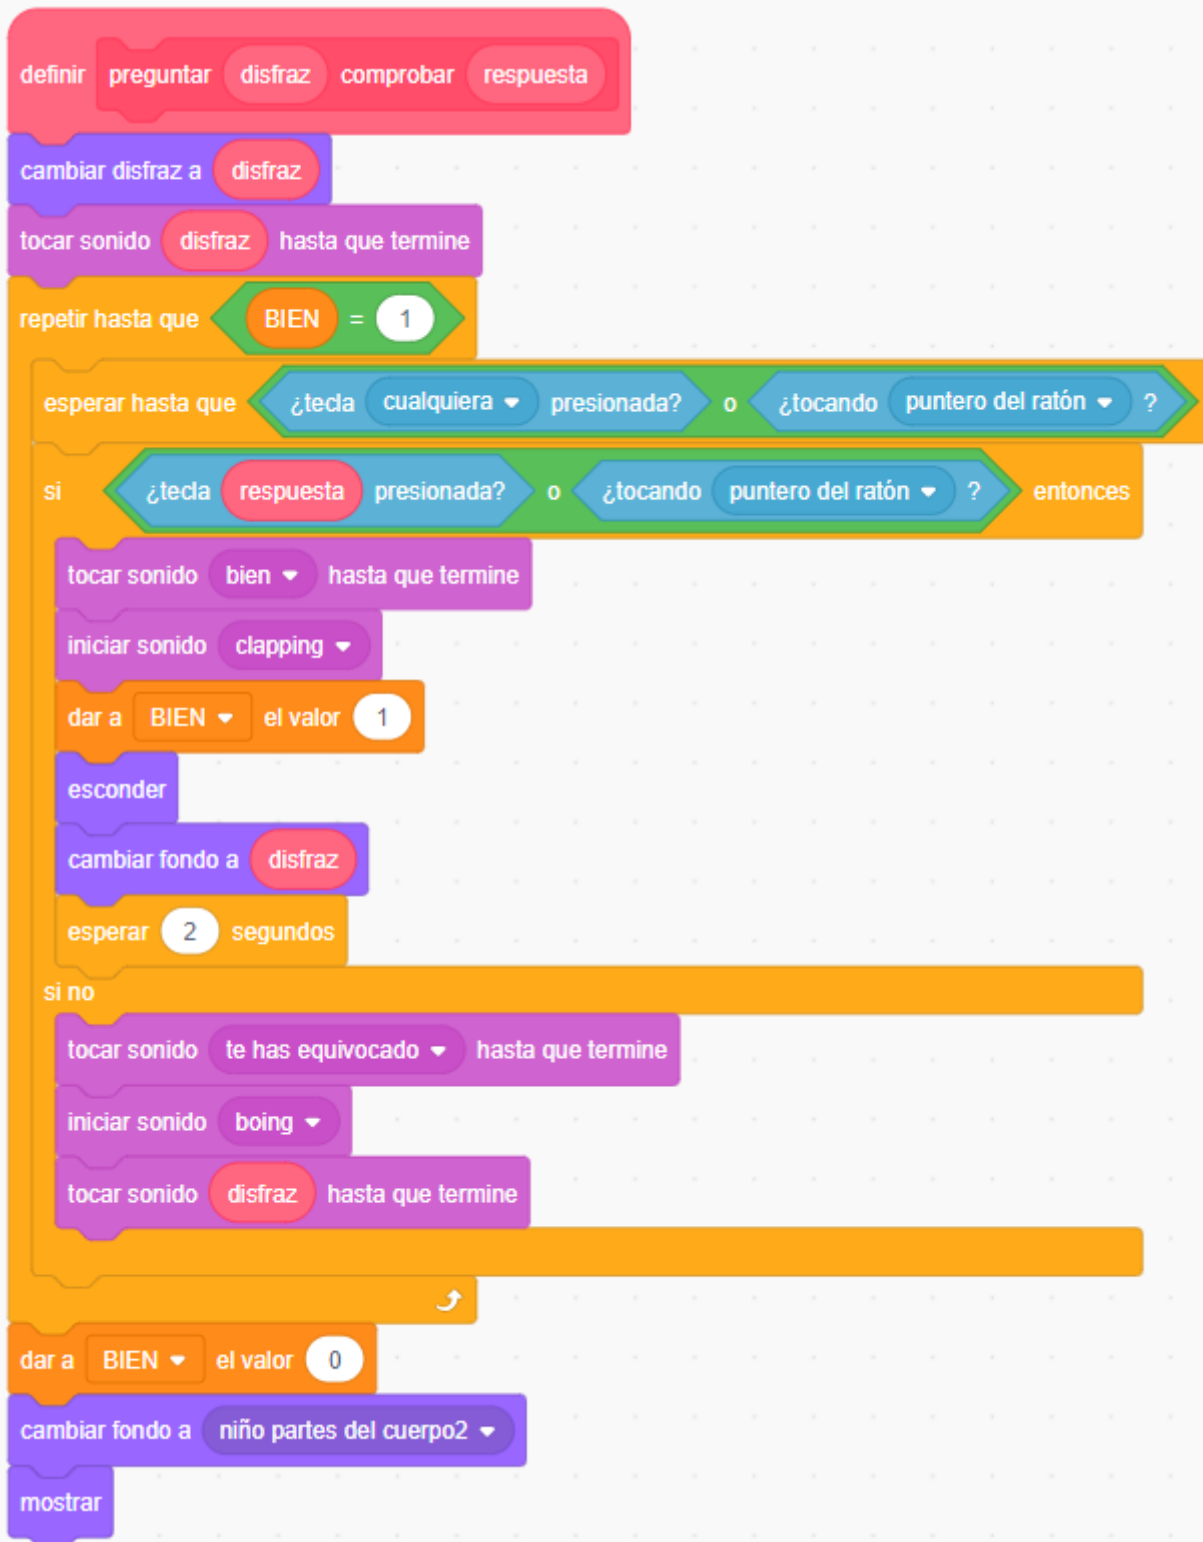 definir preguntar disfraz comprobar respuesta
cambiar disfraz a disfraz
tocar sonido disfraz hasta que termine
repetir hasta que BIEN = 1
esperar hasta que ¿tecla cualquiera presionada? o ¿tocando puntero del ratón ?
si ¿tecla respuesta presionada? o ¿tocando puntero del ratón ? entonces
tocar sonido bien hasta que termine
iniciar sonido clapping
dar a BIEN el valor 1
esconder
cambiar fondo a disfraz
esperar 2 segundos
si no
tocar sonido te has equivocado hasta que termine
iniciar sonido boing
tocar sonido disfraz hasta que termine
dar a BIEN el valor 0
cambiar fondo a niño partes del cuerpo2
mostrar